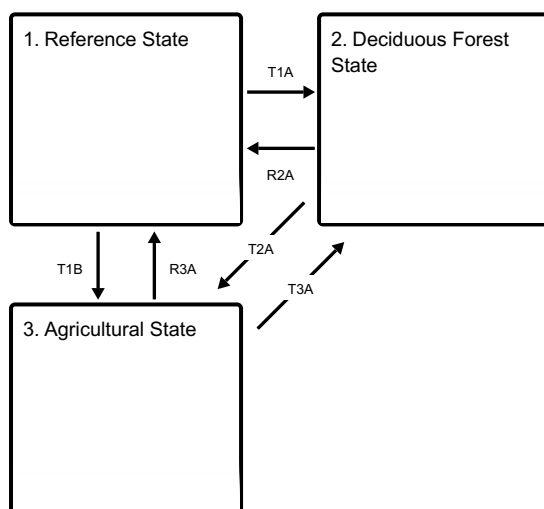 1. Reference State
2. Deciduous Forest
State
T1A
R2A
T2A
T3A
T1B
R3A
3. Agricultural State